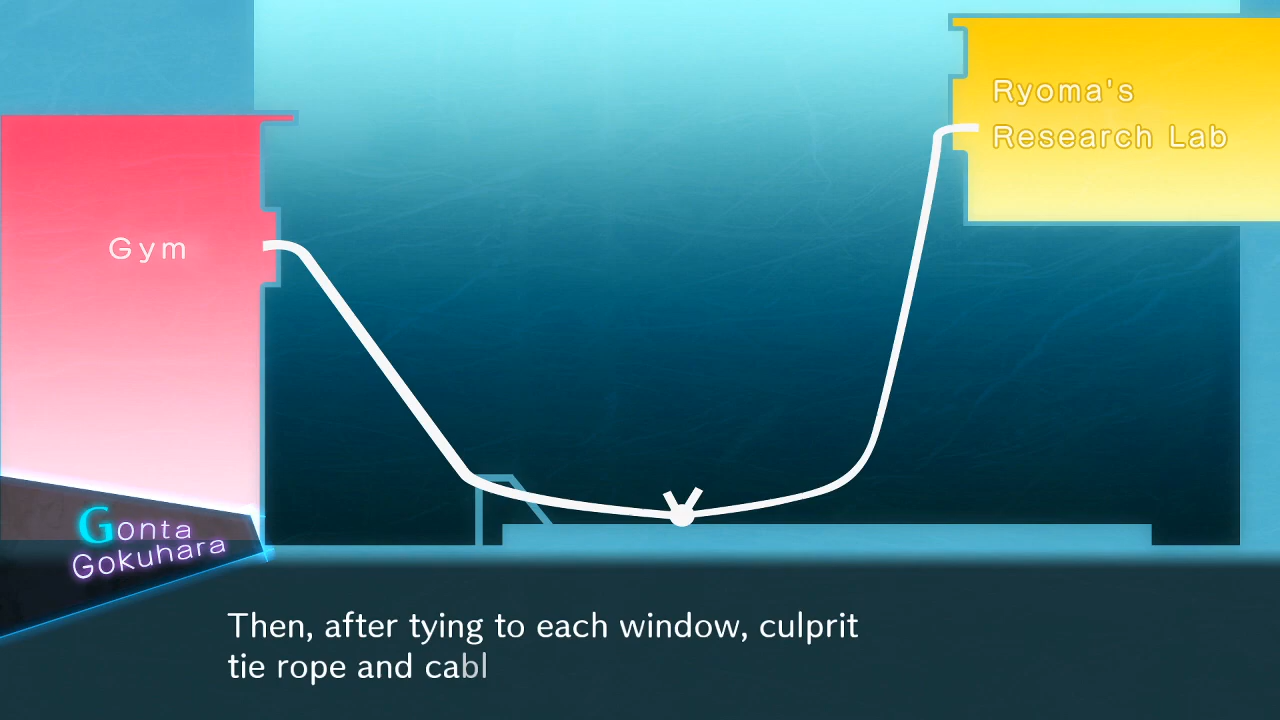 Ryoma's
Research Lab
Gym
Gonta
Gokuhara
Then, after tying to each window, culprit
tie rope and cabl